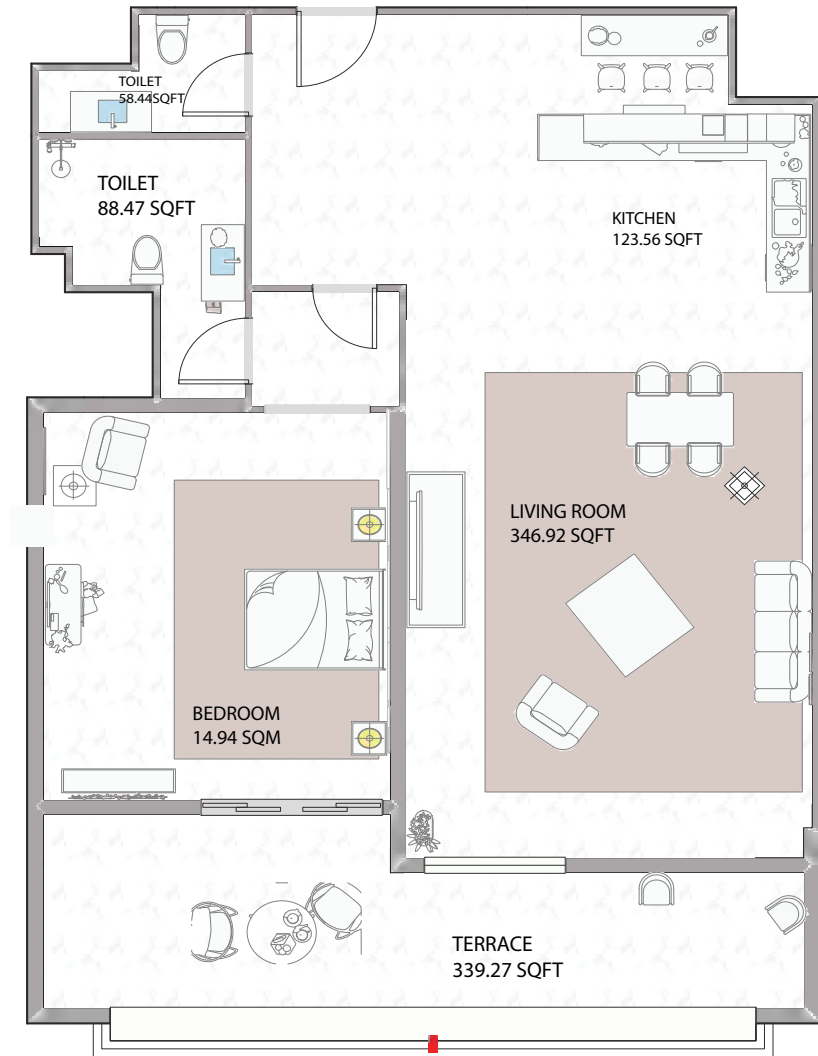 TOILET
58.44SQFT
TOILET
88.47 SQFT
KITCHEN
123.56 SQFT
LIVING ROOM
346.92 SQFT
BEDROOM
14.94 SQM
TERRACE
339.27 SQFT